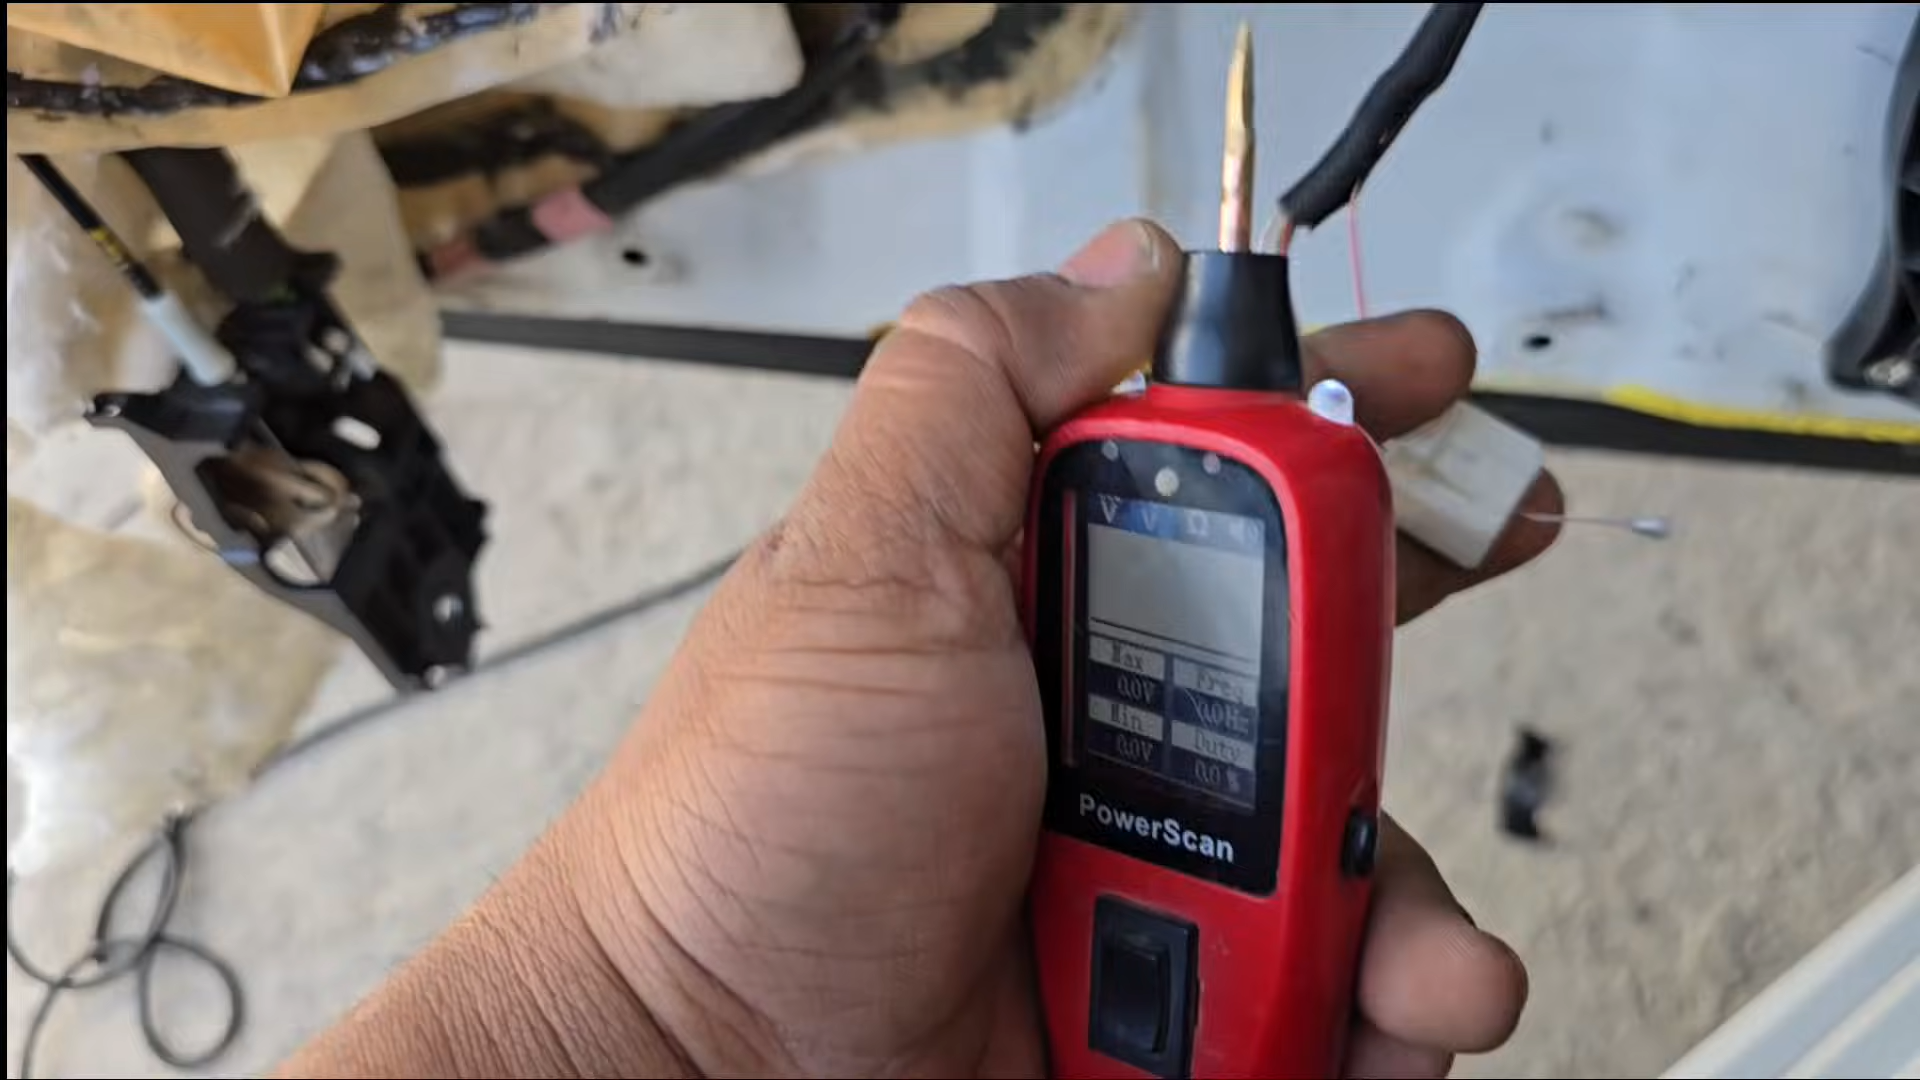 V V Ω
Max Freq
0.0V 0.0Hz
Min Duty
0.0V 0.0 %
PowerScan